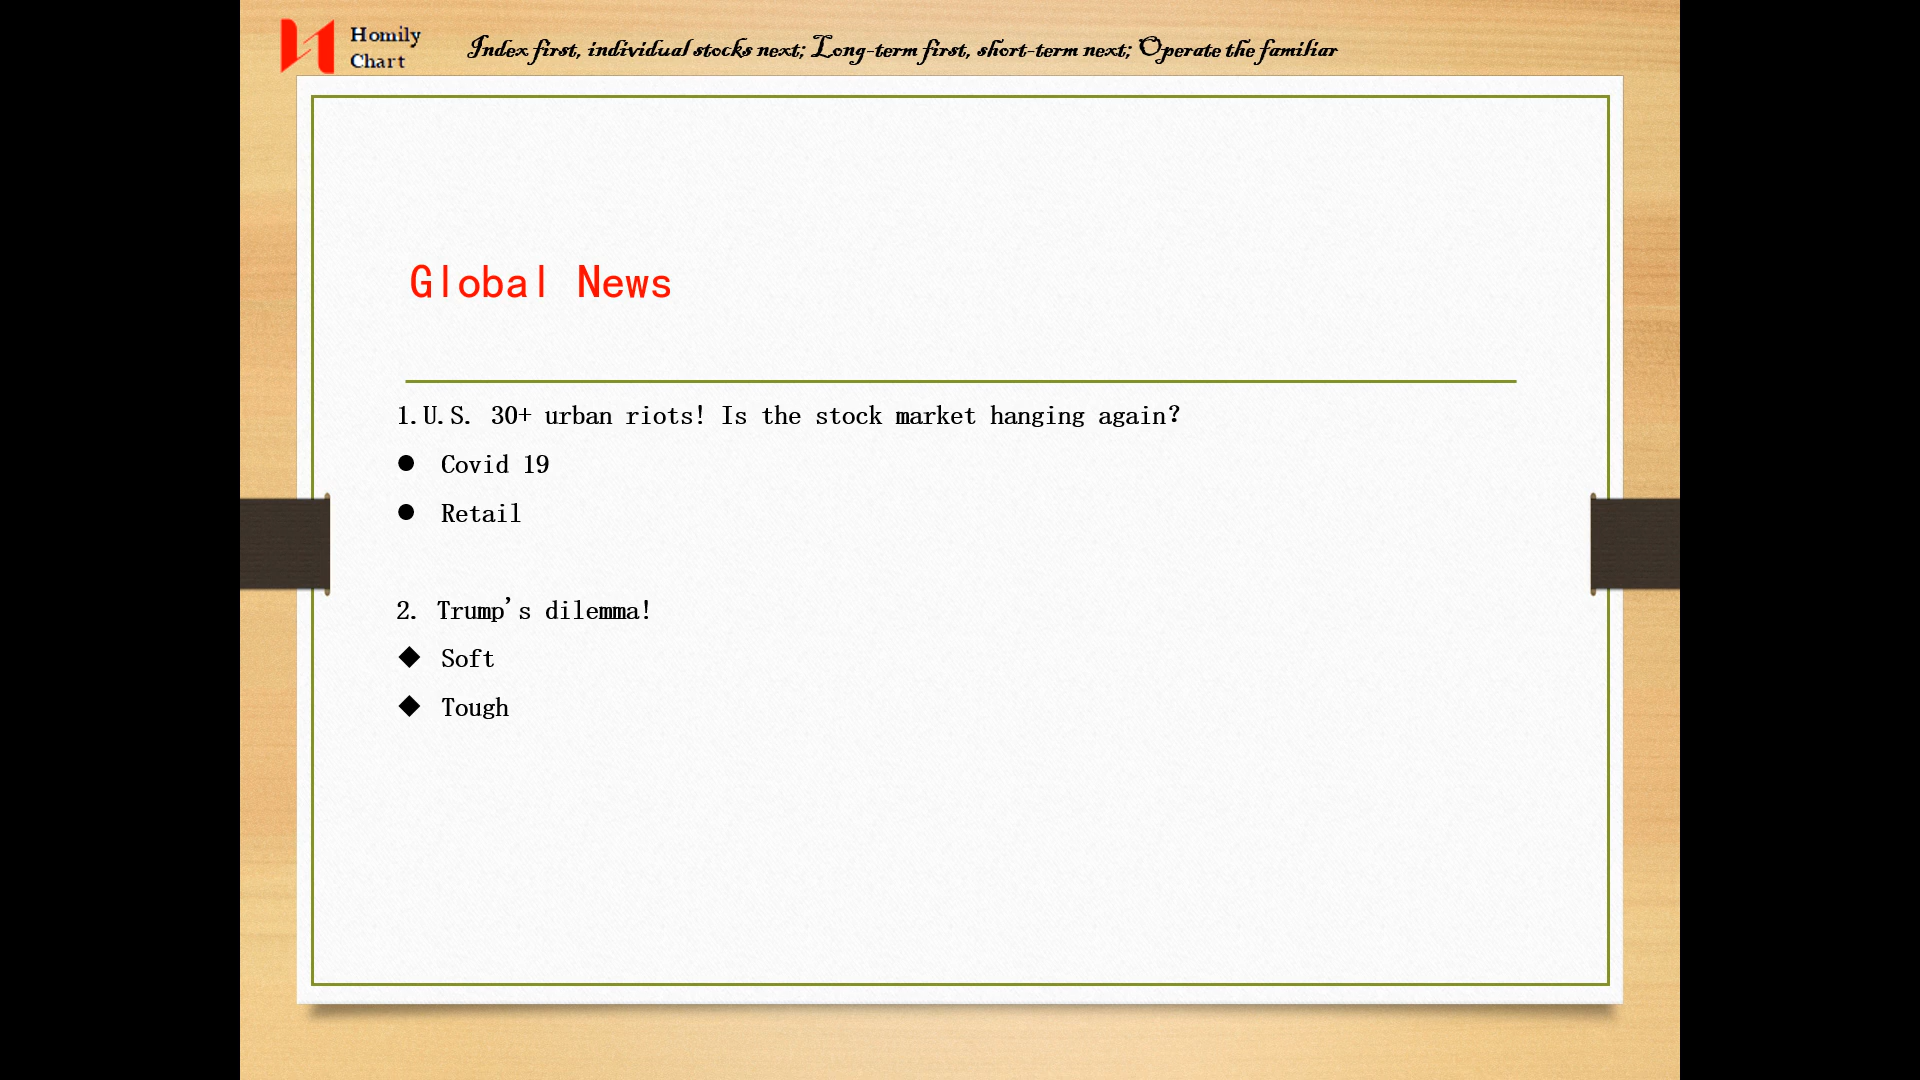 Homily
Chart
Index first, individual stocks next; Long-term first, short-term next; Operate the familiar
Global News
1.U.S. 30+ urban riots! Is the stock market hanging again?
● Covid 19
● Retail
2. Trump's dilemma!
◆ Soft
◆ Tough